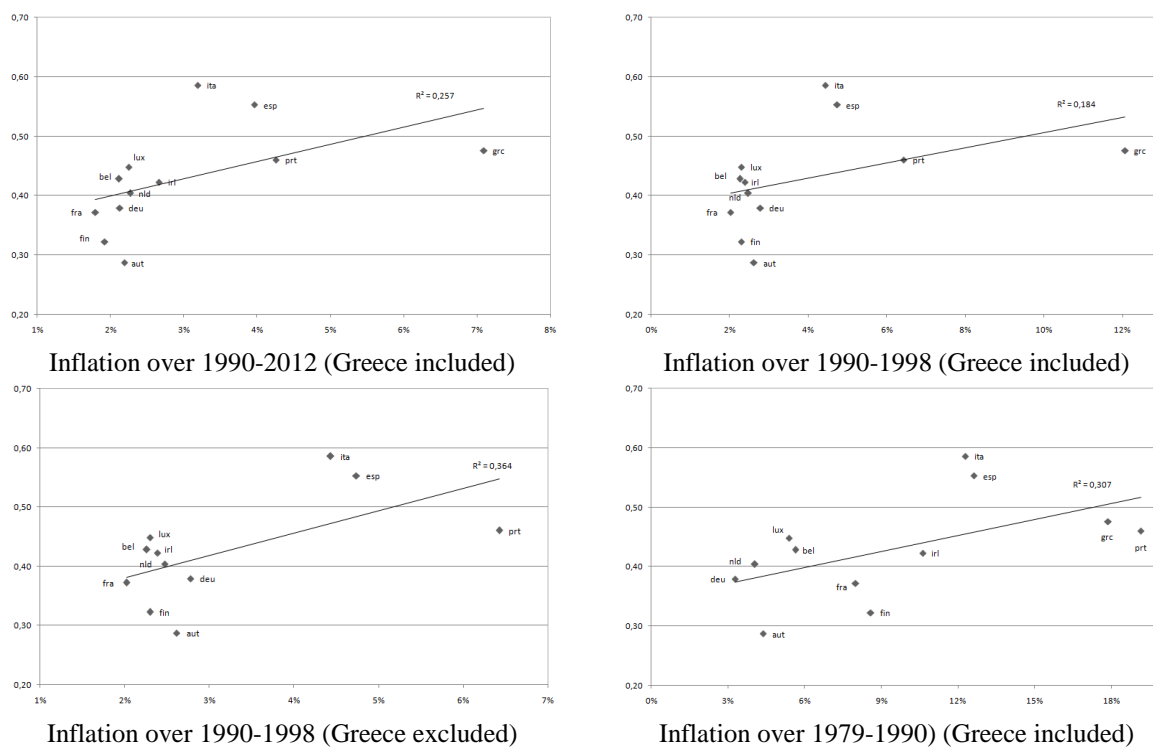 0,70
0,60
0,50
0,40
0,30
0,20
ita
esp
R² = 0,257
grc
prt
lux
bel
irl
nld
fra
deu
fin
aut
1% 2% 3% 4% 5% 6% 7% 8%
Inflation over 1990-2012 (Greece included)
0,70
0,60
0,50
0,40
0,30
0,20
ita
esp
R² = 0,184
grc
prt
lux
bel
irl
nld
fra
deu
fin
aut
0% 2% 4% 6% 8% 10% 12%
Inflation over 1990-1998 (Greece included)
0,70
0,60
0,50
0,40
0,30
0,20
ita
esp
R² = 0,364
prt
lux
bel
irl
nld
fra
deu
fin
aut
1% 2% 3% 4% 5% 6% 7%
Inflation over 1990-1998 (Greece excluded)
0,70
0,60
0,50
0,40
0,30
0,20
ita
esp
R² = 0,307
grc
prt
lux
bel
irl
nld
deu
fra
fin
aut
0% 3% 6% 9% 12% 15% 18%
Inflation over 1979-1990) (Greece included)